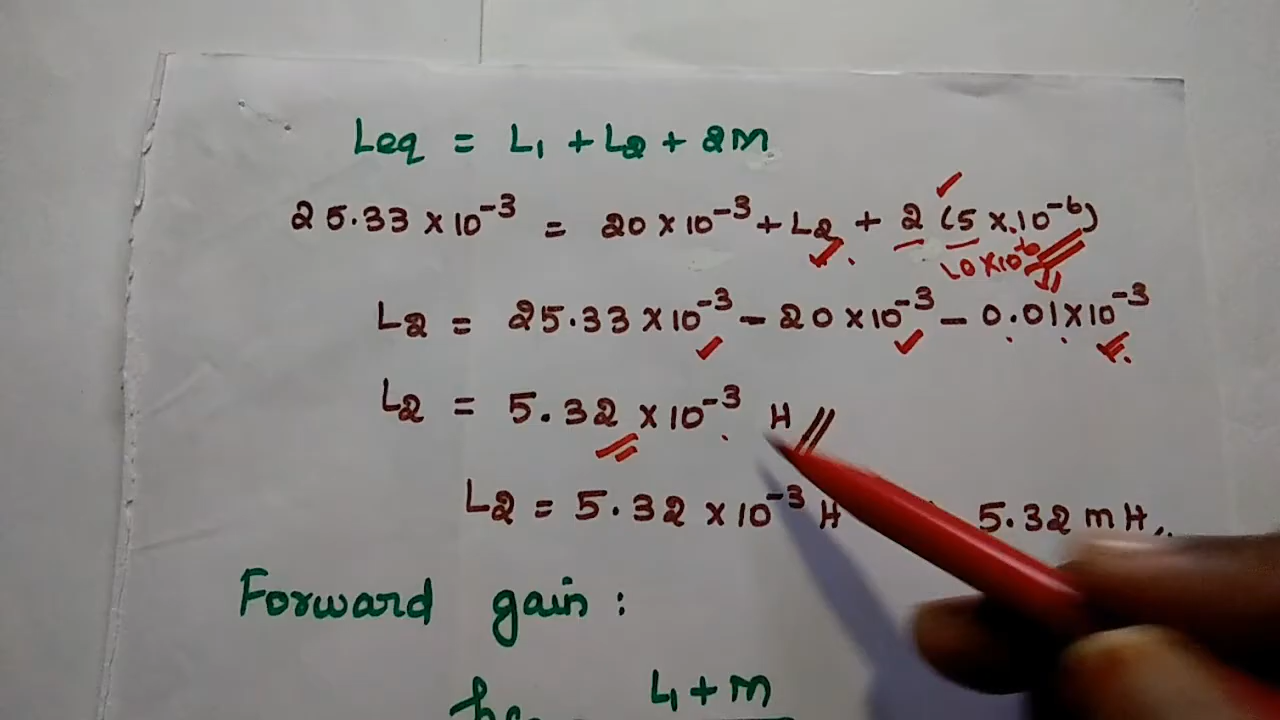 Leq = L1 + L2 + 2M
25.33 × 10⁻³ = 20 × 10⁻³ + L2 + 2 (5 × 10⁻⁶)
10 × 10⁻⁶
L2 = 25.33 × 10⁻³ − 20 × 10⁻³ − 0.01 × 10⁻³
L2 = 5.32 × 10⁻³ H
L2 = 5.32 × 10⁻³ H 5.32 mH
Forward gain :
L1 + M